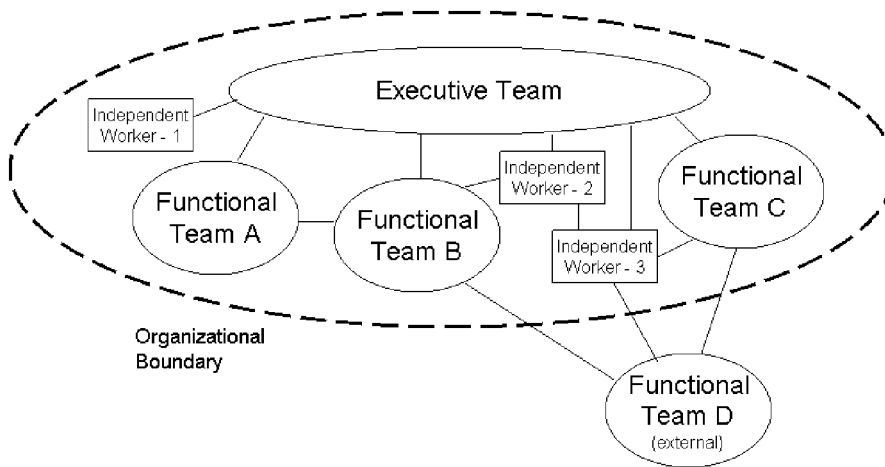 Executive Team
Independent
Worker - 1
Independent
Worker - 2
Functional
Team A
Functional
Team B
Functional
Team C
Independent
Worker - 3
Organizational
Boundary
Functional
Team D
(external)